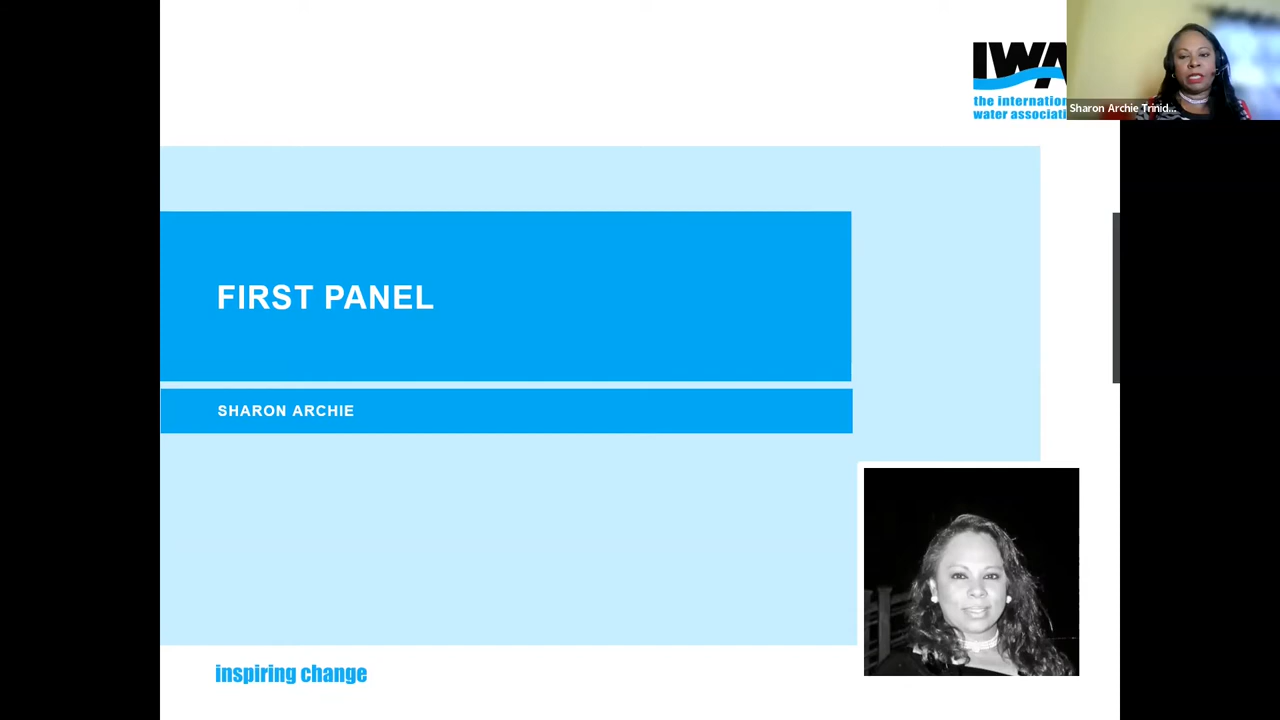 IWA
the internation
water associati
Sharon Archie Trinid...
FIRST PANEL
SHARON ARCHIE
inspiring change